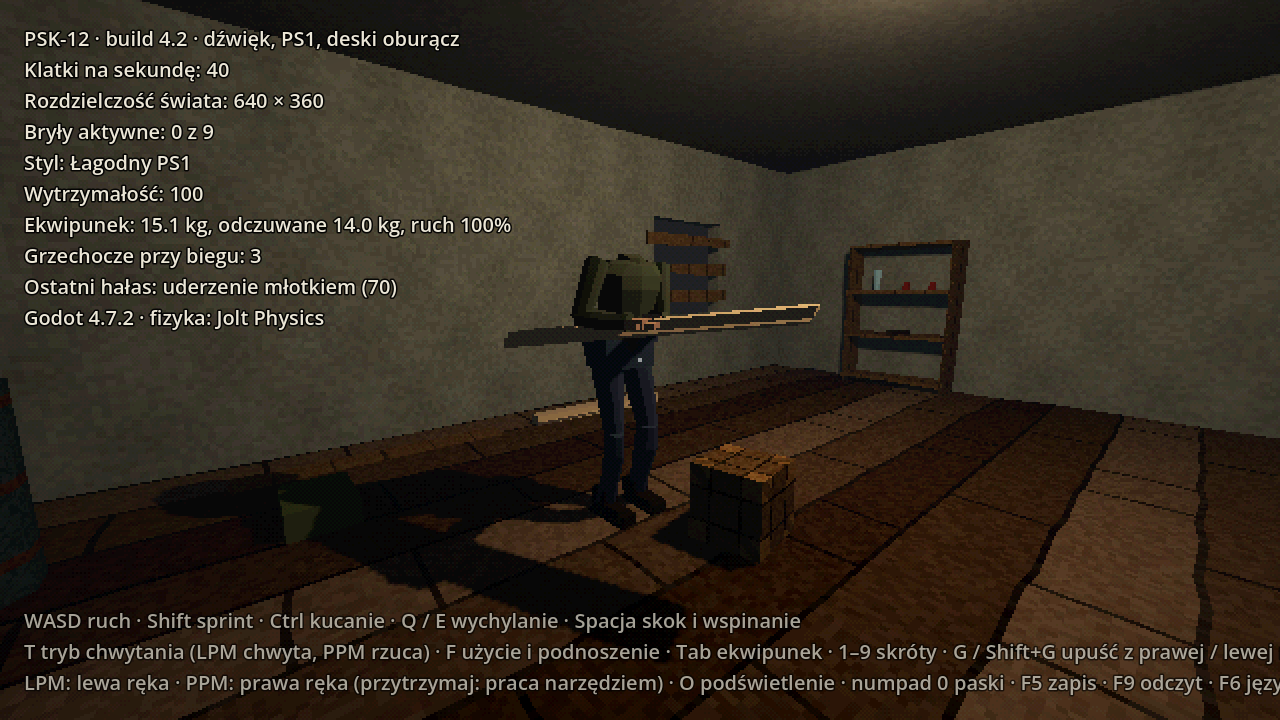 PSK-12 · build 4.2 · dźwięk, PS1, deski oburącz
Klatki na sekundę: 40
Rozdzielczość świata: 640 × 360
Bryły aktywne: 0 z 9
Styl: Łagodny PS1
Wytrzymałość: 100
Ekwipunek: 15.1 kg, odczuwane 14.0 kg, ruch 100%
Grzechocze przy biegu: 3
Ostatni hałas: uderzenie młotkiem (70)
Godot 4.7.2 · fizyka: Jolt Physics
WASD ruch · Shift sprint · Ctrl kucanie · Q / E wychylanie · Spacja skok i wspinanie
T tryb chwytania (LPM chwyta, PPM rzuca) · F użycie i podnoszenie · Tab ekwipunek · 1–9 skróty · G / Shift+G upuść z prawej / lewej
LPM: lewa ręka · PPM: prawa ręka (przytrzymaj: praca narzędziem) · O podświetlenie · numpad 0 paski · F5 zapis · F9 odczyt · F6 języ